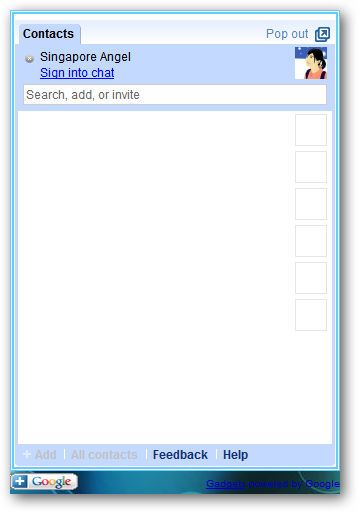 Contacts Pop out
Singapore Angel
Sign into chat
Search, add, or invite
+ Add All contacts Feedback Help
+ Google Gadgets powered by Google